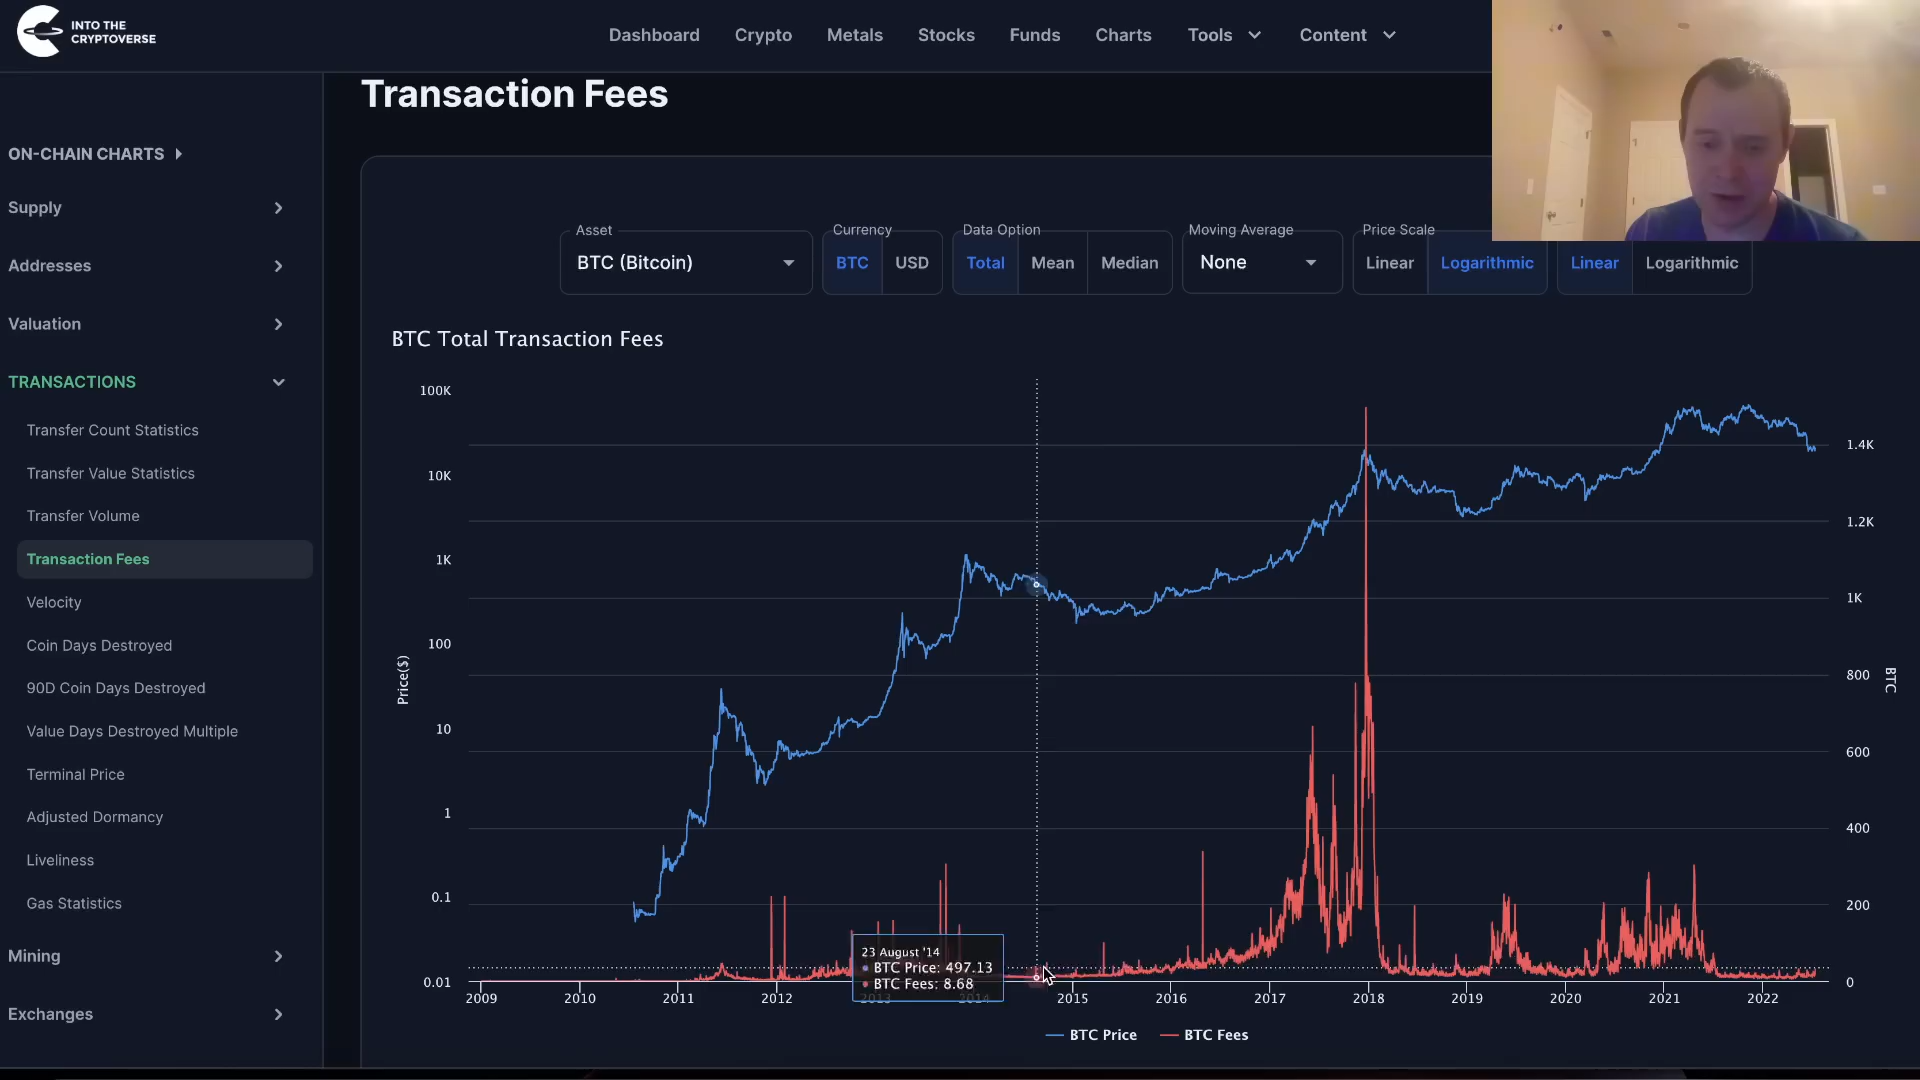 INTO THE
CRYPTOVERSE
Dashboard Crypto Metals Stocks Funds Charts Tools Content
Transaction Fees
ON-CHAIN CHARTS
Supply
Addresses
Valuation
TRANSACTIONS
Transfer Count Statistics
Transfer Value Statistics
Transfer Volume
Transaction Fees
Velocity
Coin Days Destroyed
90D Coin Days Destroyed
Value Days Destroyed Multiple
Terminal Price
Adjusted Dormancy
Liveliness
Gas Statistics
Mining
Exchanges
Asset Currency Data Option Moving Average Price Scale
BTC (Bitcoin) BTC USD Total Mean Median None Linear Logarithmic Linear Logarithmic
BTC Total Transaction Fees
100K
10K
1K
100
10
1
0.1
0.01
Price($)
1.4K
1.2K
1K
800
600
400
200
0
BTC
23 August '14
BTC Price: 497.13
BTC Fees: 8.68
2009 2010 2011 2012 2013 2014 2015 2016 2017 2018 2019 2020 2021 2022
BTC Price BTC Fees